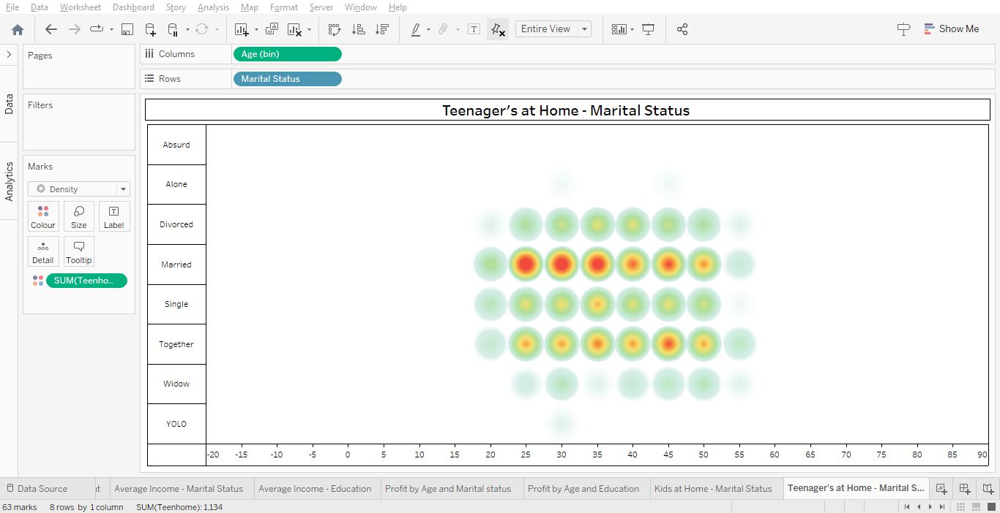 File Data Worksheet Dashboard Story Analysis Map Format Server Window Help
Entire View
Show Me
Pages
Columns
Age (bin)
Rows
Marital Status
Data
Analytics
Filters
Marks
Density
Colour Size Label
Detail Tooltip
SUM(Teenho..
Teenager's at Home - Marital Status
Absurd
Alone
Divorced
Married
Single
Together
Widow
YOLO
-20 -15 -10 -5 0 5 10 15 20 25 30 35 40 45 50 55 60 65 70 75 80 85 90
Data Source
Average Income - Marital Status
Average Income - Education
Profit by Age and Marital status
Profit by Age and Education
Kids at Home - Marital Status
Teenager's at Home - Marital S...
63 marks 8 rows by 1 column SUM(Teenhome): 1,134